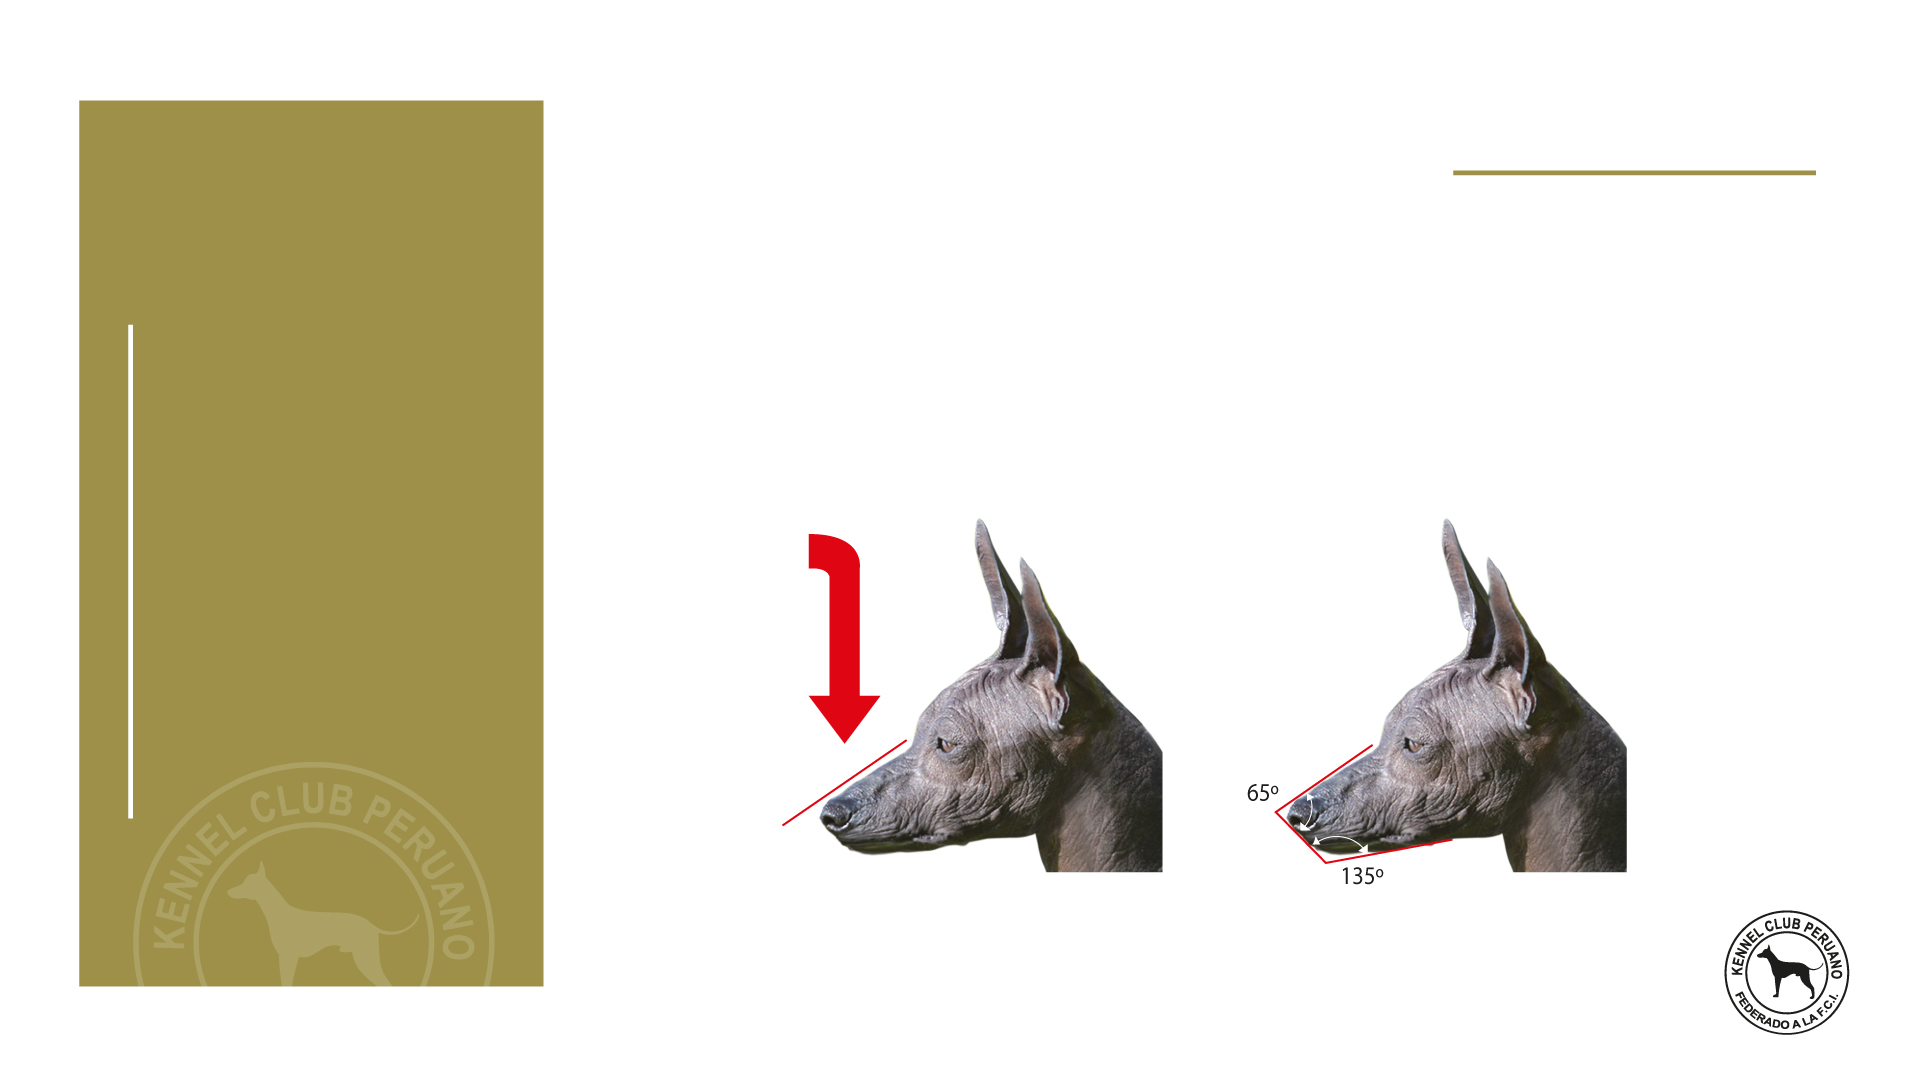 65º
135º
KENNEL CLUB PERUANO
KENNEL CLUB PERUANO
FEDERADO A LA F.C.I.